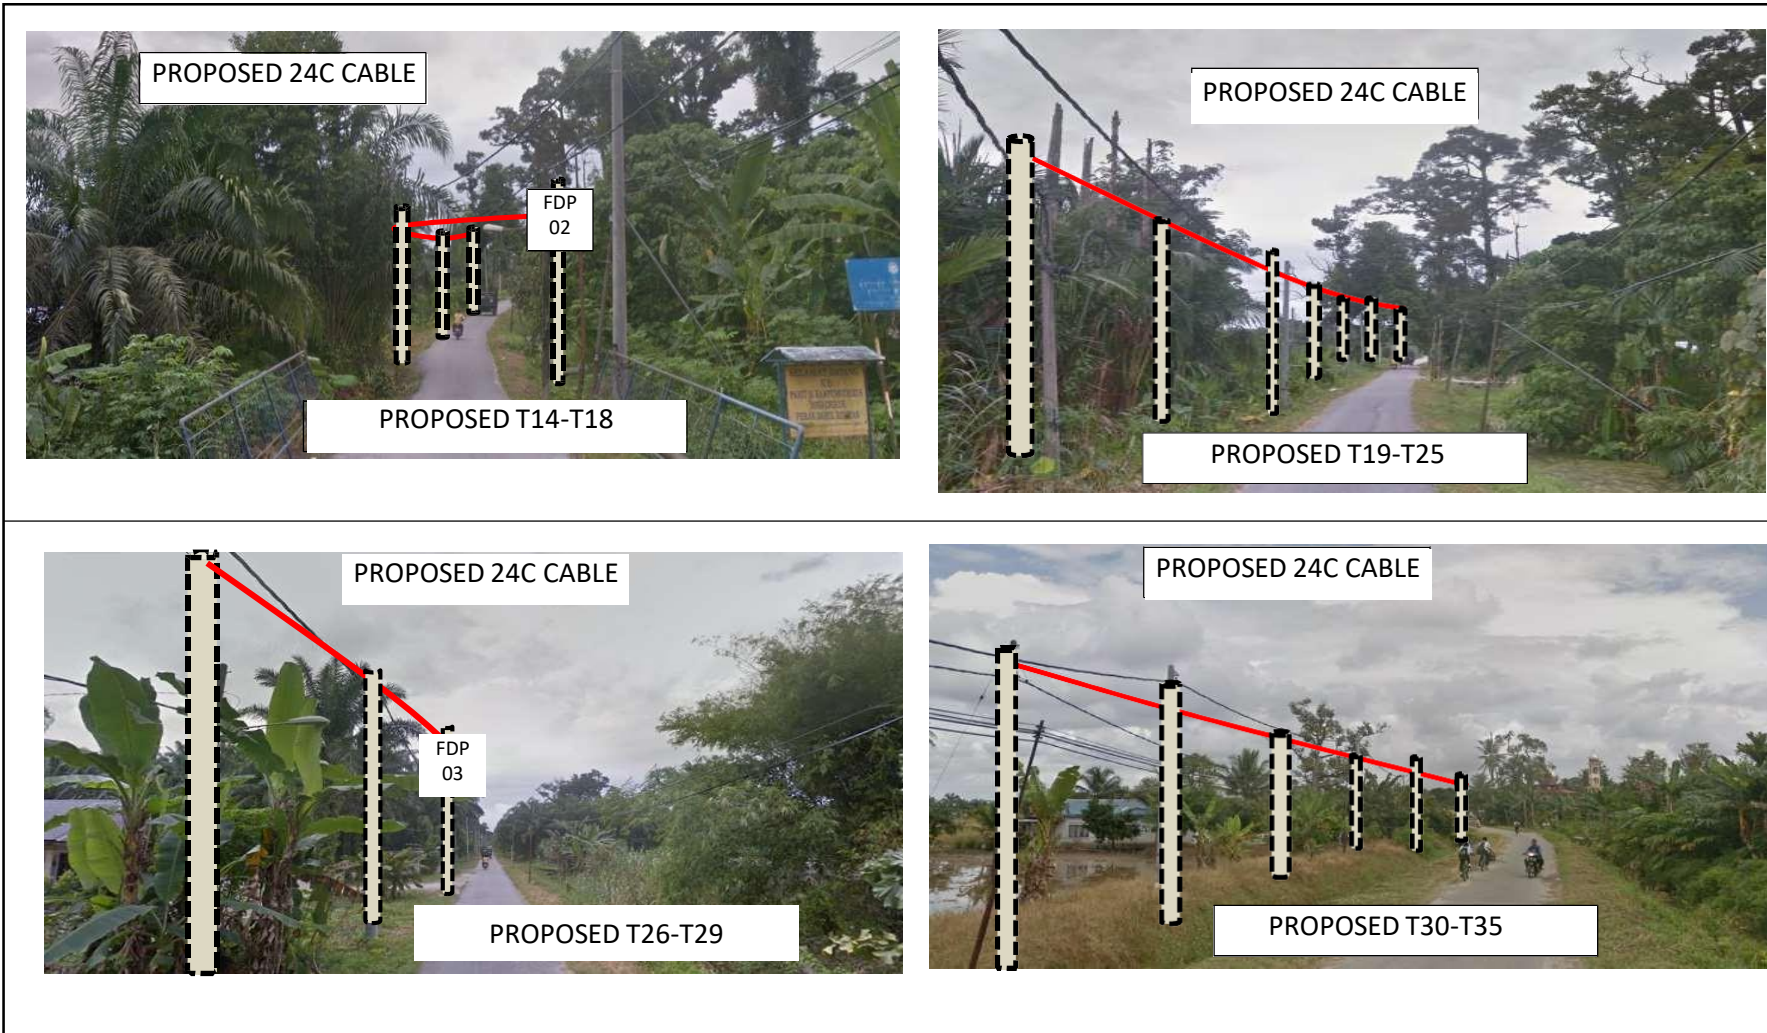 PROPOSED 24C CABLE
FDP
02
PROPOSED T14-T18
PROPOSED 24C CABLE
PROPOSED T19-T25
PROPOSED 24C CABLE
FDP
03
PROPOSED T26-T29
PROPOSED 24C CABLE
PROPOSED T30-T35